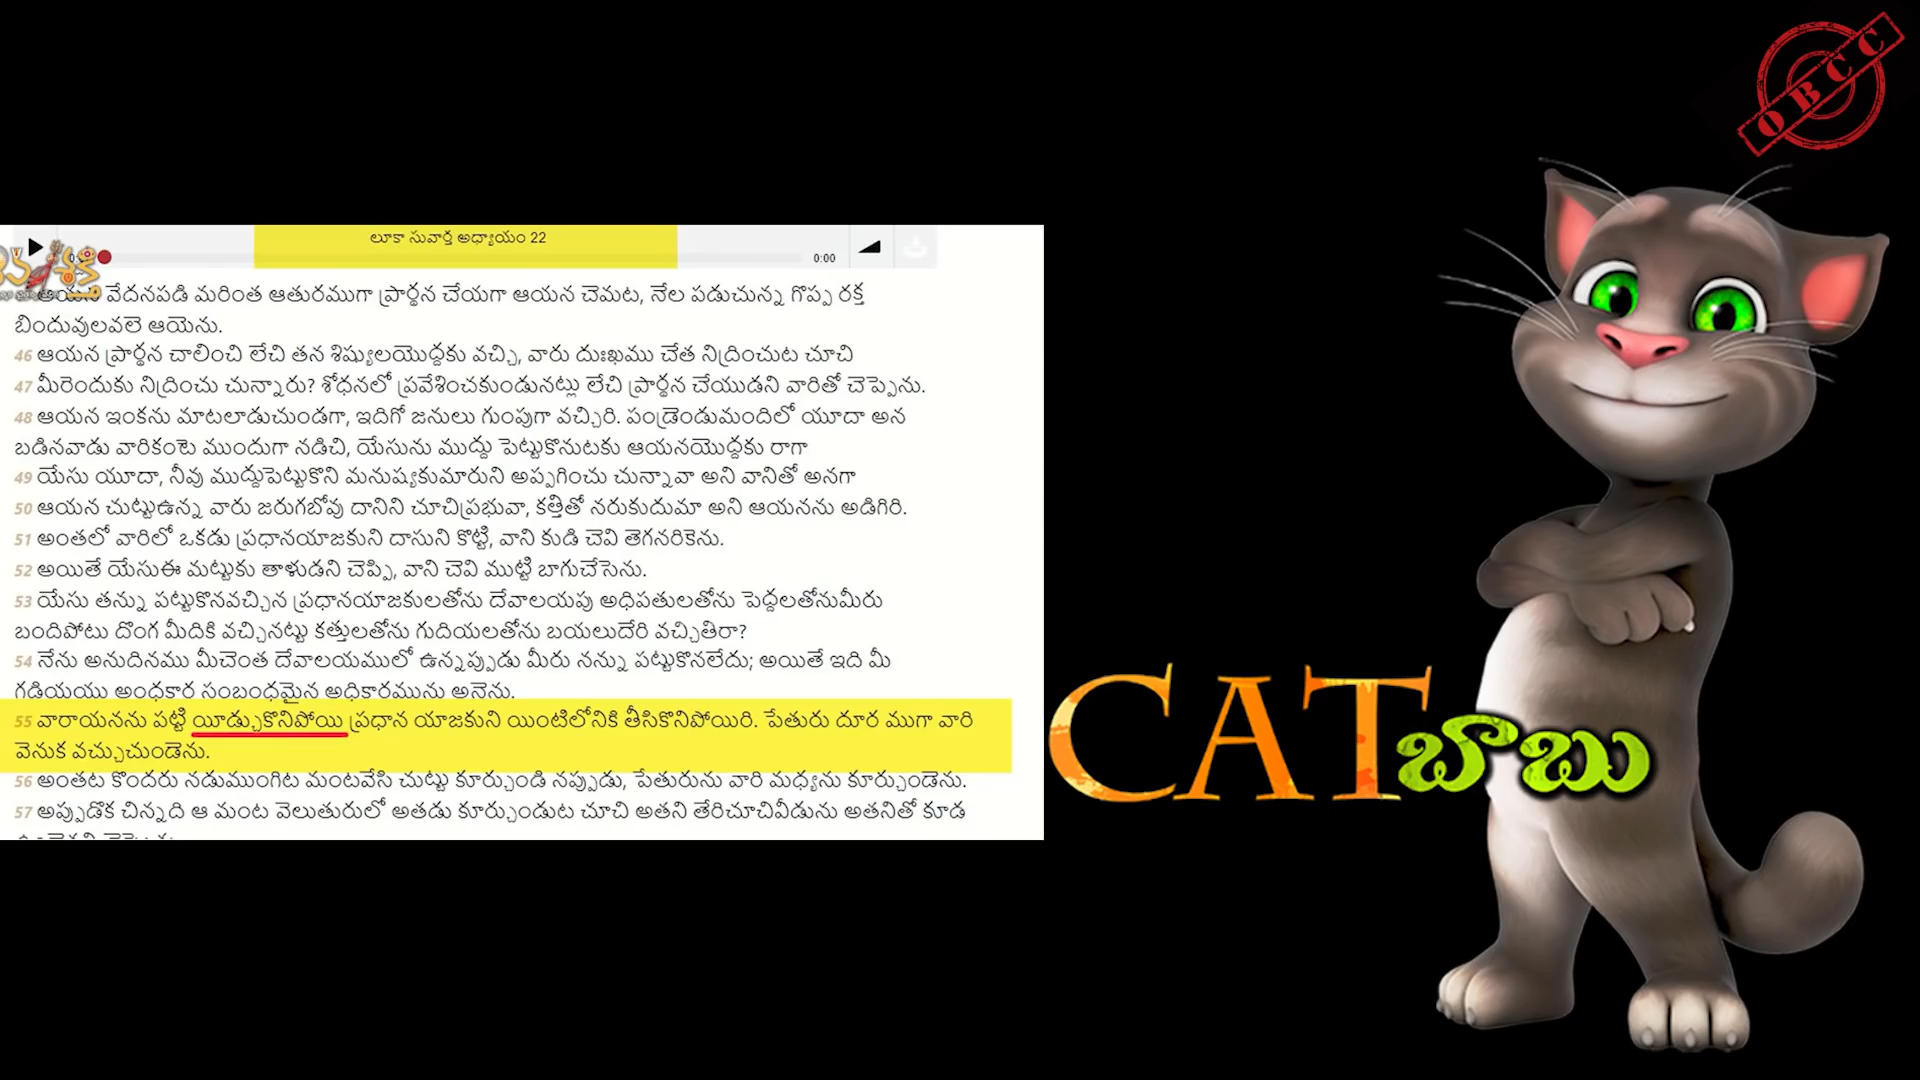 OBCC
లూకా సువార్త అధ్యాయం 22
0:00
వేదనపడి మరింత ఆతురముగా ప్రార్థన చేయగా ఆయన చెమట, నేల పడుచున్న గొప్ప రక్త
బిందువులవలె ఆయెను.
46 ఆయన ప్రార్థన చాలించి లేచి తన శిష్యులయొద్దకు వచ్చి, వారు దుఃఖము చేత నిద్రించుట చూచి
47 మీరెందుకు నిద్రించు చున్నారు? శోధనలో ప్రవేశించకుండునట్లు లేచి ప్రార్థన చేయుడని వారితో చెప్పెను.
48 ఆయన ఇంకను మాటలాడుచుండగా, ఇదిగో జనులు గుంపుగా వచ్చిరి. పండ్రెండుమందిలో యూదా అన
బడినవాడు వారికంటె ముందుగా నడిచి, యేసును ముద్దు పెట్టుకొనుటకు ఆయనయొద్దకు రాగా
49 యేసు యూదా, నీవు ముద్దుపెట్టుకొని మనుష్యకుమారుని అప్పగించు చున్నావా అని వానితో అనగా
50 ఆయన చుట్టుఉన్న వారు జరుగబోవు దానిని చూచిప్రభువా, కత్తితో నరుకుదుమా అని ఆయనను అడిగిరి.
51 అంతలో వారిలో ఒకడు ప్రధానయాజకుని దాసుని కొట్టి, వాని కుడి చెవి తెగనరికెను.
52 అయితే యేసుఈ మట్టుకు తాళుడని చెప్పి, వాని చెవి ముట్టి బాగుచేసెను.
53 యేసు తన్ను పట్టుకొనవచ్చిన ప్రధానయాజకులతోను దేవాలయపు అధిపతులతోను పెద్దలతోనుమీరు
బందిపోటు దొంగ మీదికి వచ్చినట్టు కత్తులతోను గుదియలతోను బయలుదేరి వచ్చితిరా?
54 నేను అనుదినము మీచెంత దేవాలయములో ఉన్నప్పుడు మీరు నన్ను పట్టుకొనలేదు; అయితే ఇది మీ
గడియయు అంధకార సంబంధమైన అధికారమును అనెను.
55 వారాయనను పట్టి యీడ్చుకొనిపోయి ప్రధాన యాజకుని యింటిలోనికి తీసికొనిపోయిరి. పేతురు దూర ముగా వారి
వెనుక వచ్చుచుండెను.
56 అంతట కొందరు నడుముంగిట మంటవేసి చుట్టు కూర్చుండి నప్పుడు, పేతురును వారి మధ్యను కూర్చుండెను.
57 అప్పుడొక చిన్నది ఆ మంట వెలుతురులో అతడు కూర్చుండుట చూచి అతని తేరిచూచివీడును అతనితో కూడ
CATబాబు